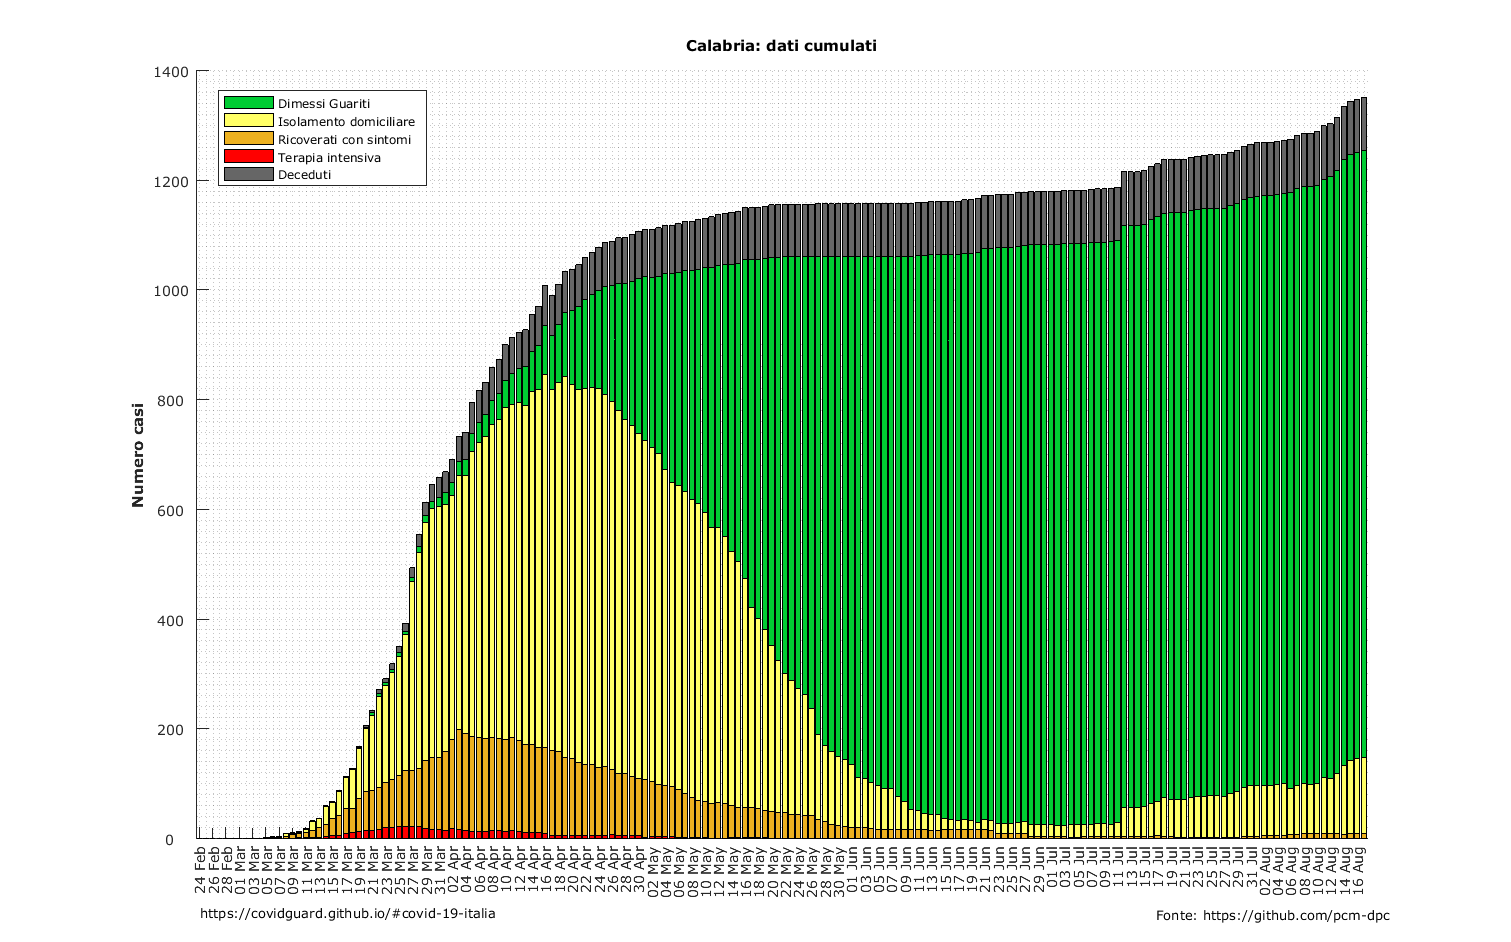 Calabria: dati cumulati
1400
1200
1000
800
600
400
200
0
Numero casi
Dimessi Guariti
Isolamento domiciliare
Ricoverati con sintomi
Terapia intensiva
Deceduti
24 Feb
26 Feb
28 Feb
01 Mar
03 Mar
05 Mar
07 Mar
09 Mar
11 Mar
13 Mar
15 Mar
17 Mar
19 Mar
21 Mar
23 Mar
25 Mar
27 Mar
29 Mar
31 Mar
02 Apr
04 Apr
06 Apr
08 Apr
10 Apr
12 Apr
14 Apr
16 Apr
18 Apr
20 Apr
22 Apr
24 Apr
26 Apr
28 Apr
30 Apr
02 May
04 May
06 May
08 May
10 May
12 May
14 May
16 May
18 May
20 May
22 May
24 May
26 May
28 May
30 May
01 Jun
03 Jun
05 Jun
07 Jun
09 Jun
11 Jun
13 Jun
15 Jun
17 Jun
19 Jun
21 Jun
23 Jun
25 Jun
27 Jun
29 Jun
01 Jul
03 Jul
05 Jul
07 Jul
09 Jul
11 Jul
13 Jul
15 Jul
17 Jul
19 Jul
21 Jul
23 Jul
25 Jul
27 Jul
29 Jul
31 Jul
02 Aug
04 Aug
06 Aug
08 Aug
10 Aug
12 Aug
14 Aug
16 Aug
https://covidguard.github.io/#covid-19-italia
Fonte: https://github.com/pcm-dpc